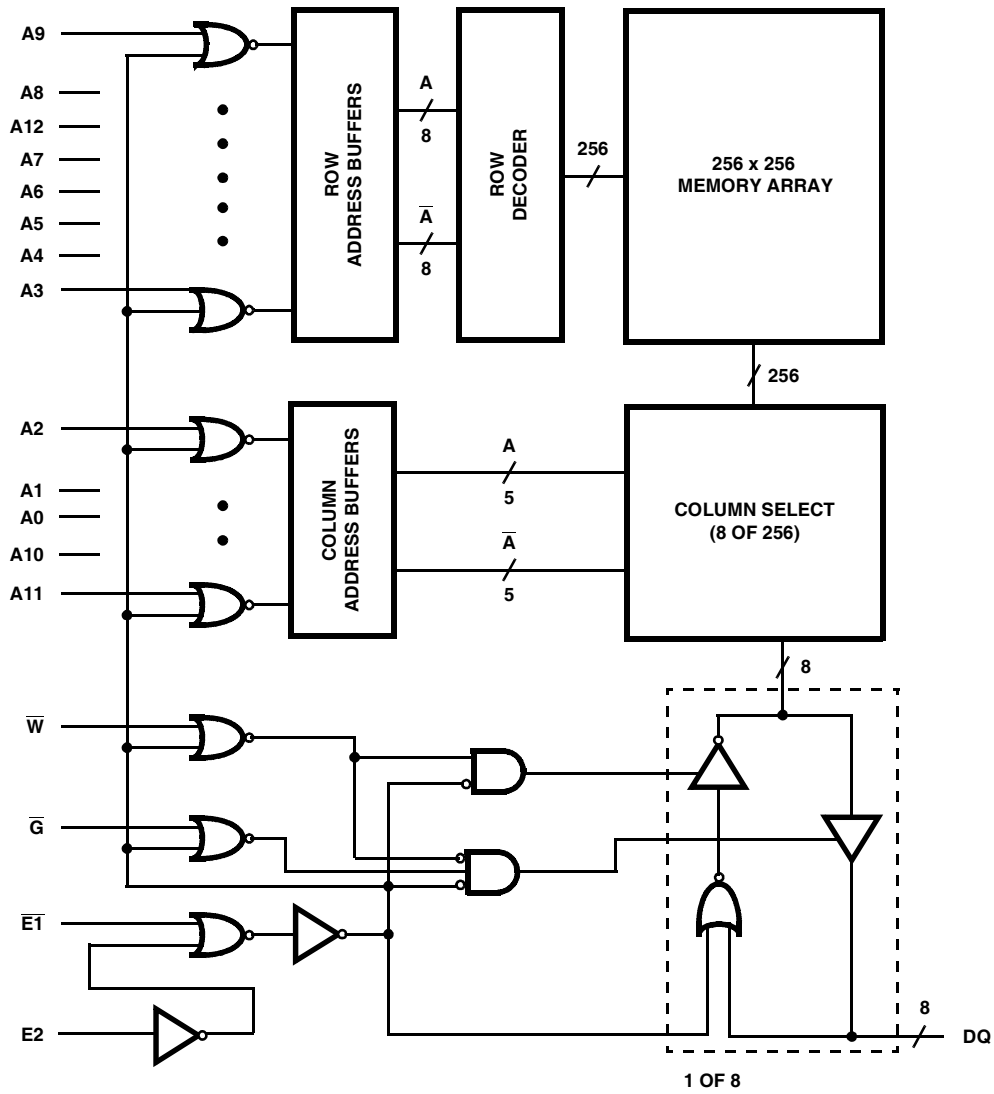 A9
A8
A12
A7
A6
A5
A4
A3
ROW
ADDRESS BUFFERS
A
8
A̅
8
ROW
DECODER
256
256 x 256
MEMORY ARRAY
256
A2
A1
A0
A10
A11
COLUMN
ADDRESS BUFFERS
A
5
A̅
5
COLUMN SELECT
(8 OF 256)
8
W̅
G̅
E̅1̅
E2
8
DQ
1 OF 8